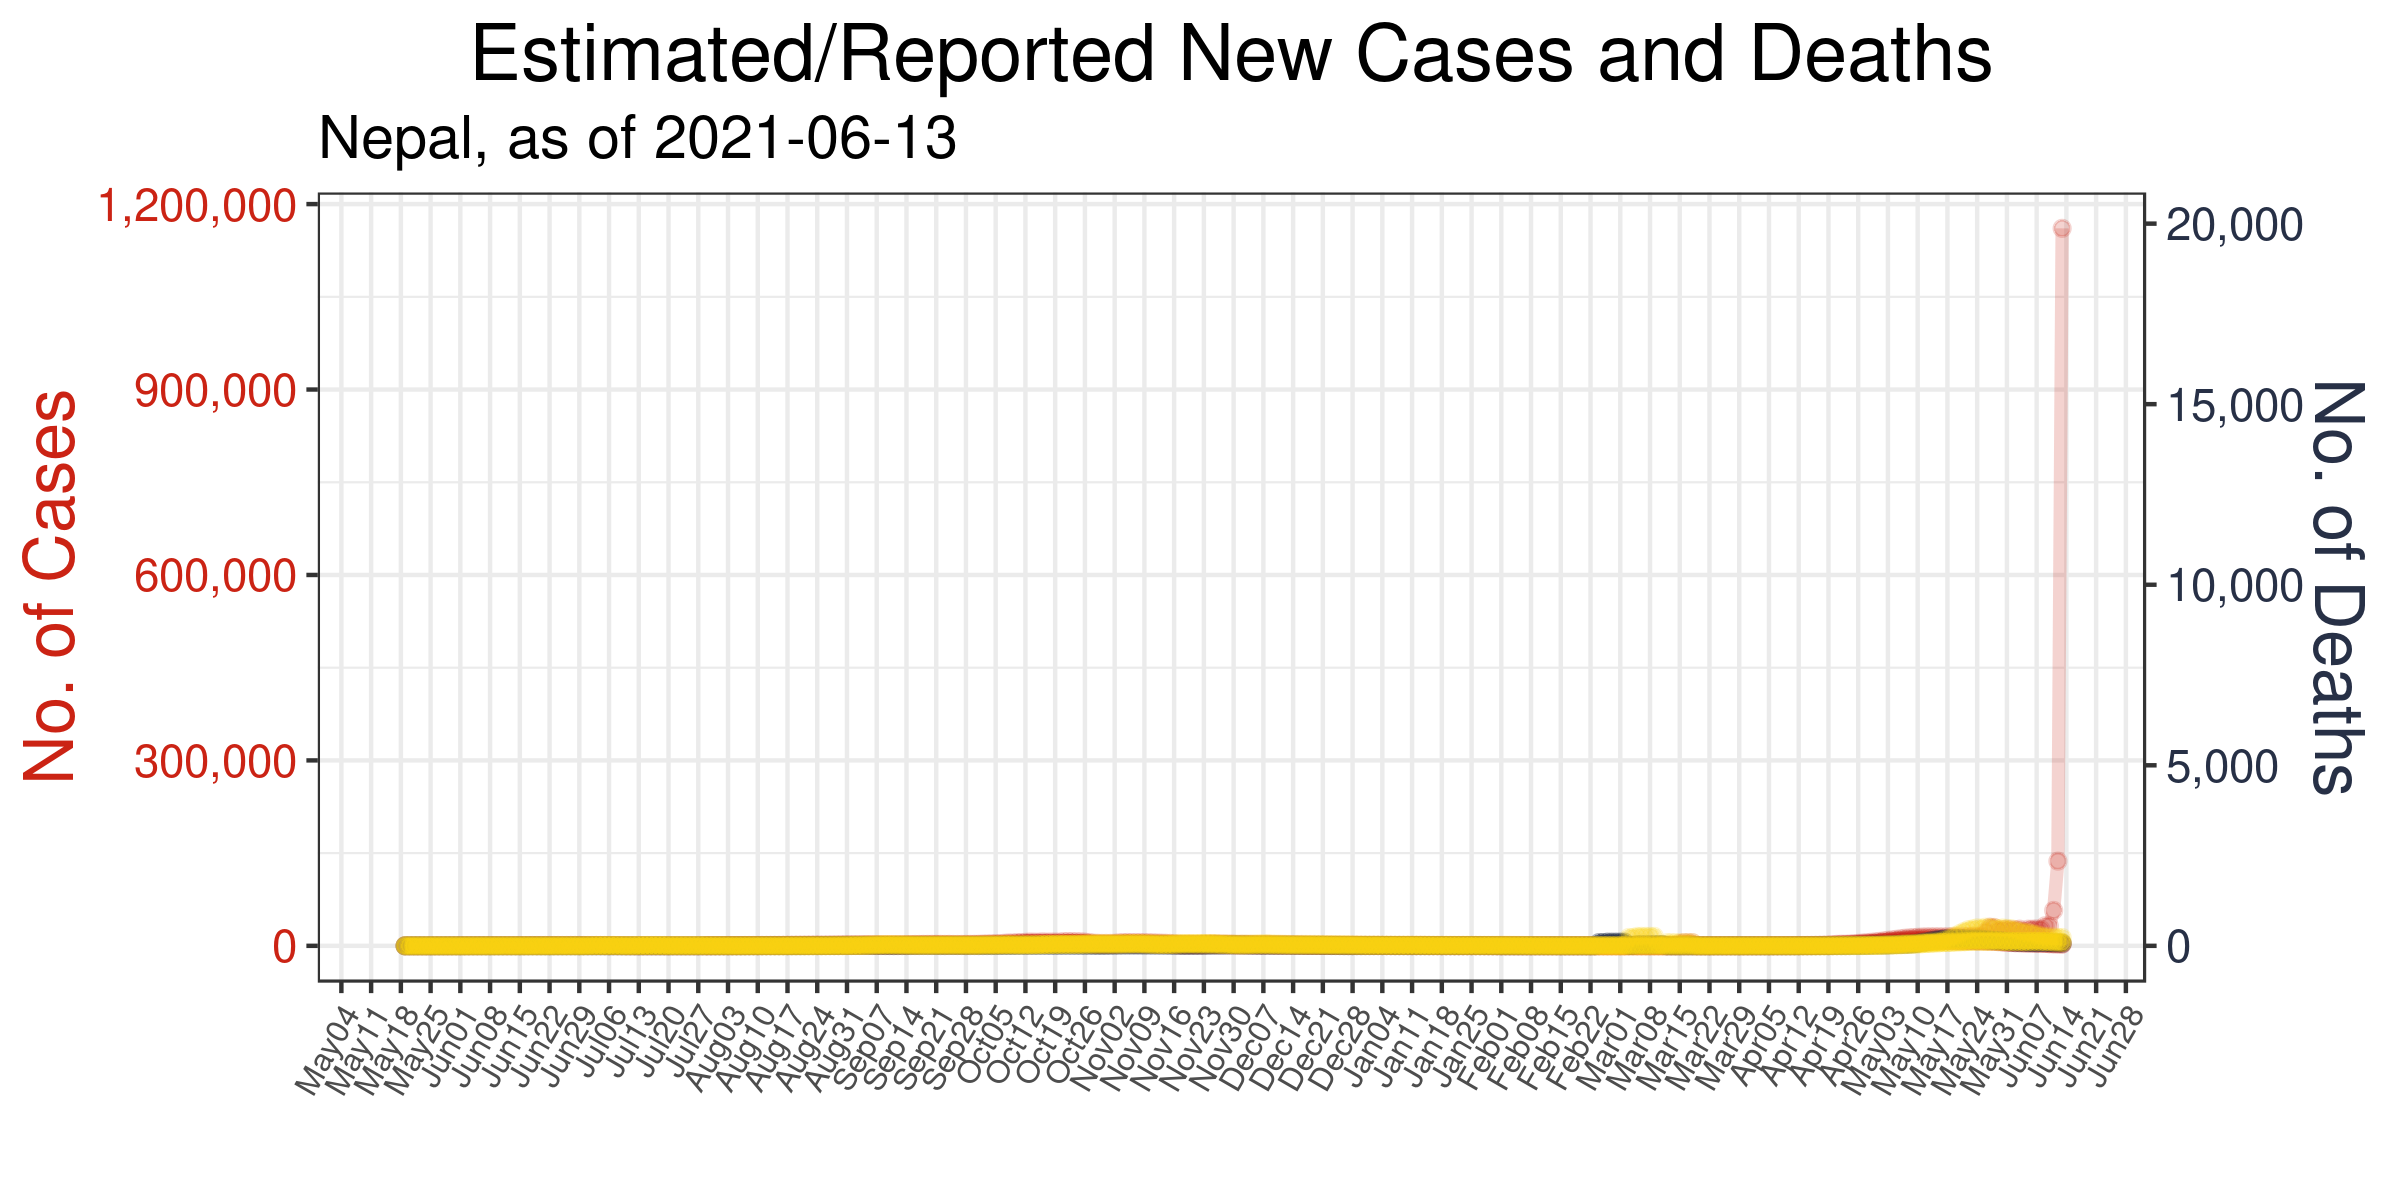 Estimated/Reported New Cases and Deaths
Nepal, as of 2021-06-13
No. of Cases
1,200,000
900,000
600,000
300,000
0
20,000
15,000
10,000
5,000
0
No. of Deaths
May04
May11
May18
May25
Jun01
Jun08
Jun15
Jun22
Jun29
Jul06
Jul13
Jul20
Jul27
Aug03
Aug10
Aug17
Aug24
Aug31
Sep07
Sep14
Sep21
Sep28
Oct05
Oct12
Oct19
Oct26
Nov02
Nov09
Nov16
Nov23
Nov30
Dec07
Dec14
Dec21
Dec28
Jan04
Jan11
Jan18
Jan25
Feb01
Feb08
Feb15
Feb22
Mar01
Mar08
Mar15
Mar22
Mar29
Apr05
Apr12
Apr19
Apr26
May03
May10
May17
May24
May31
Jun07
Jun14
Jun21
Jun28